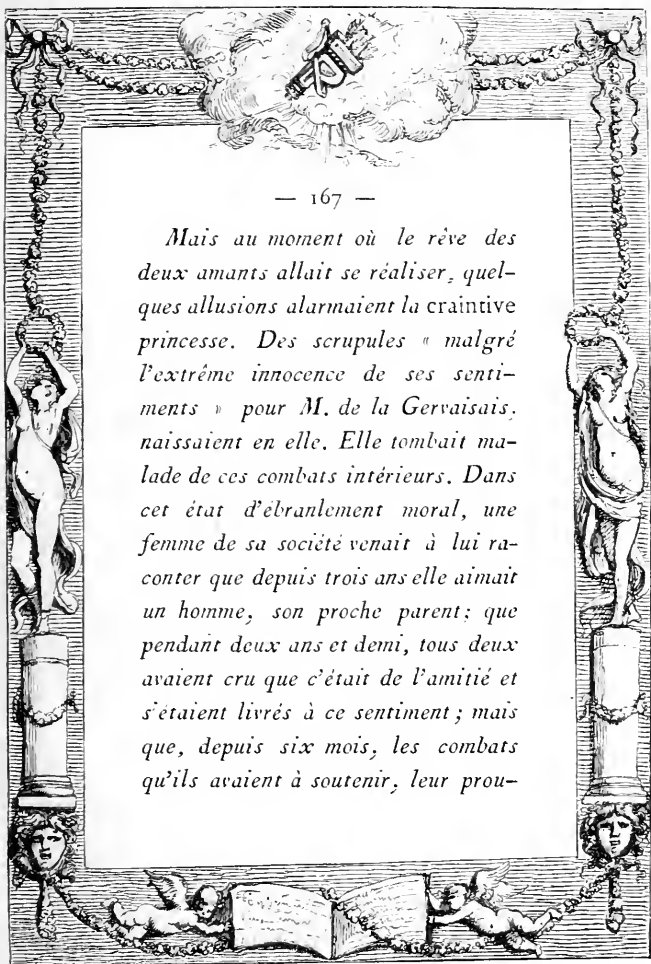 — 167 —
Mais au moment où le rêve des
deux amants allait se réaliser, quel-
ques allusions alarmaient la craintive
princesse. Des scrupules « malgré
l'extrême innocence de ses senti-
ments » pour M. de la Gervaisais,
naissaient en elle. Elle tombait ma-
lade de ces combats intérieurs. Dans
cet état d'ébranlement moral, une
femme de sa société venait à lui ra-
conter que depuis trois ans elle aimait
un homme, son proche parent; que
pendant deux ans et demi, tous deux
avaient cru que c'était de l'amitié et
s'étaient livrés à ce sentiment; mais
que, depuis six mois, les combats
qu'ils avaient à soutenir, leur prou-